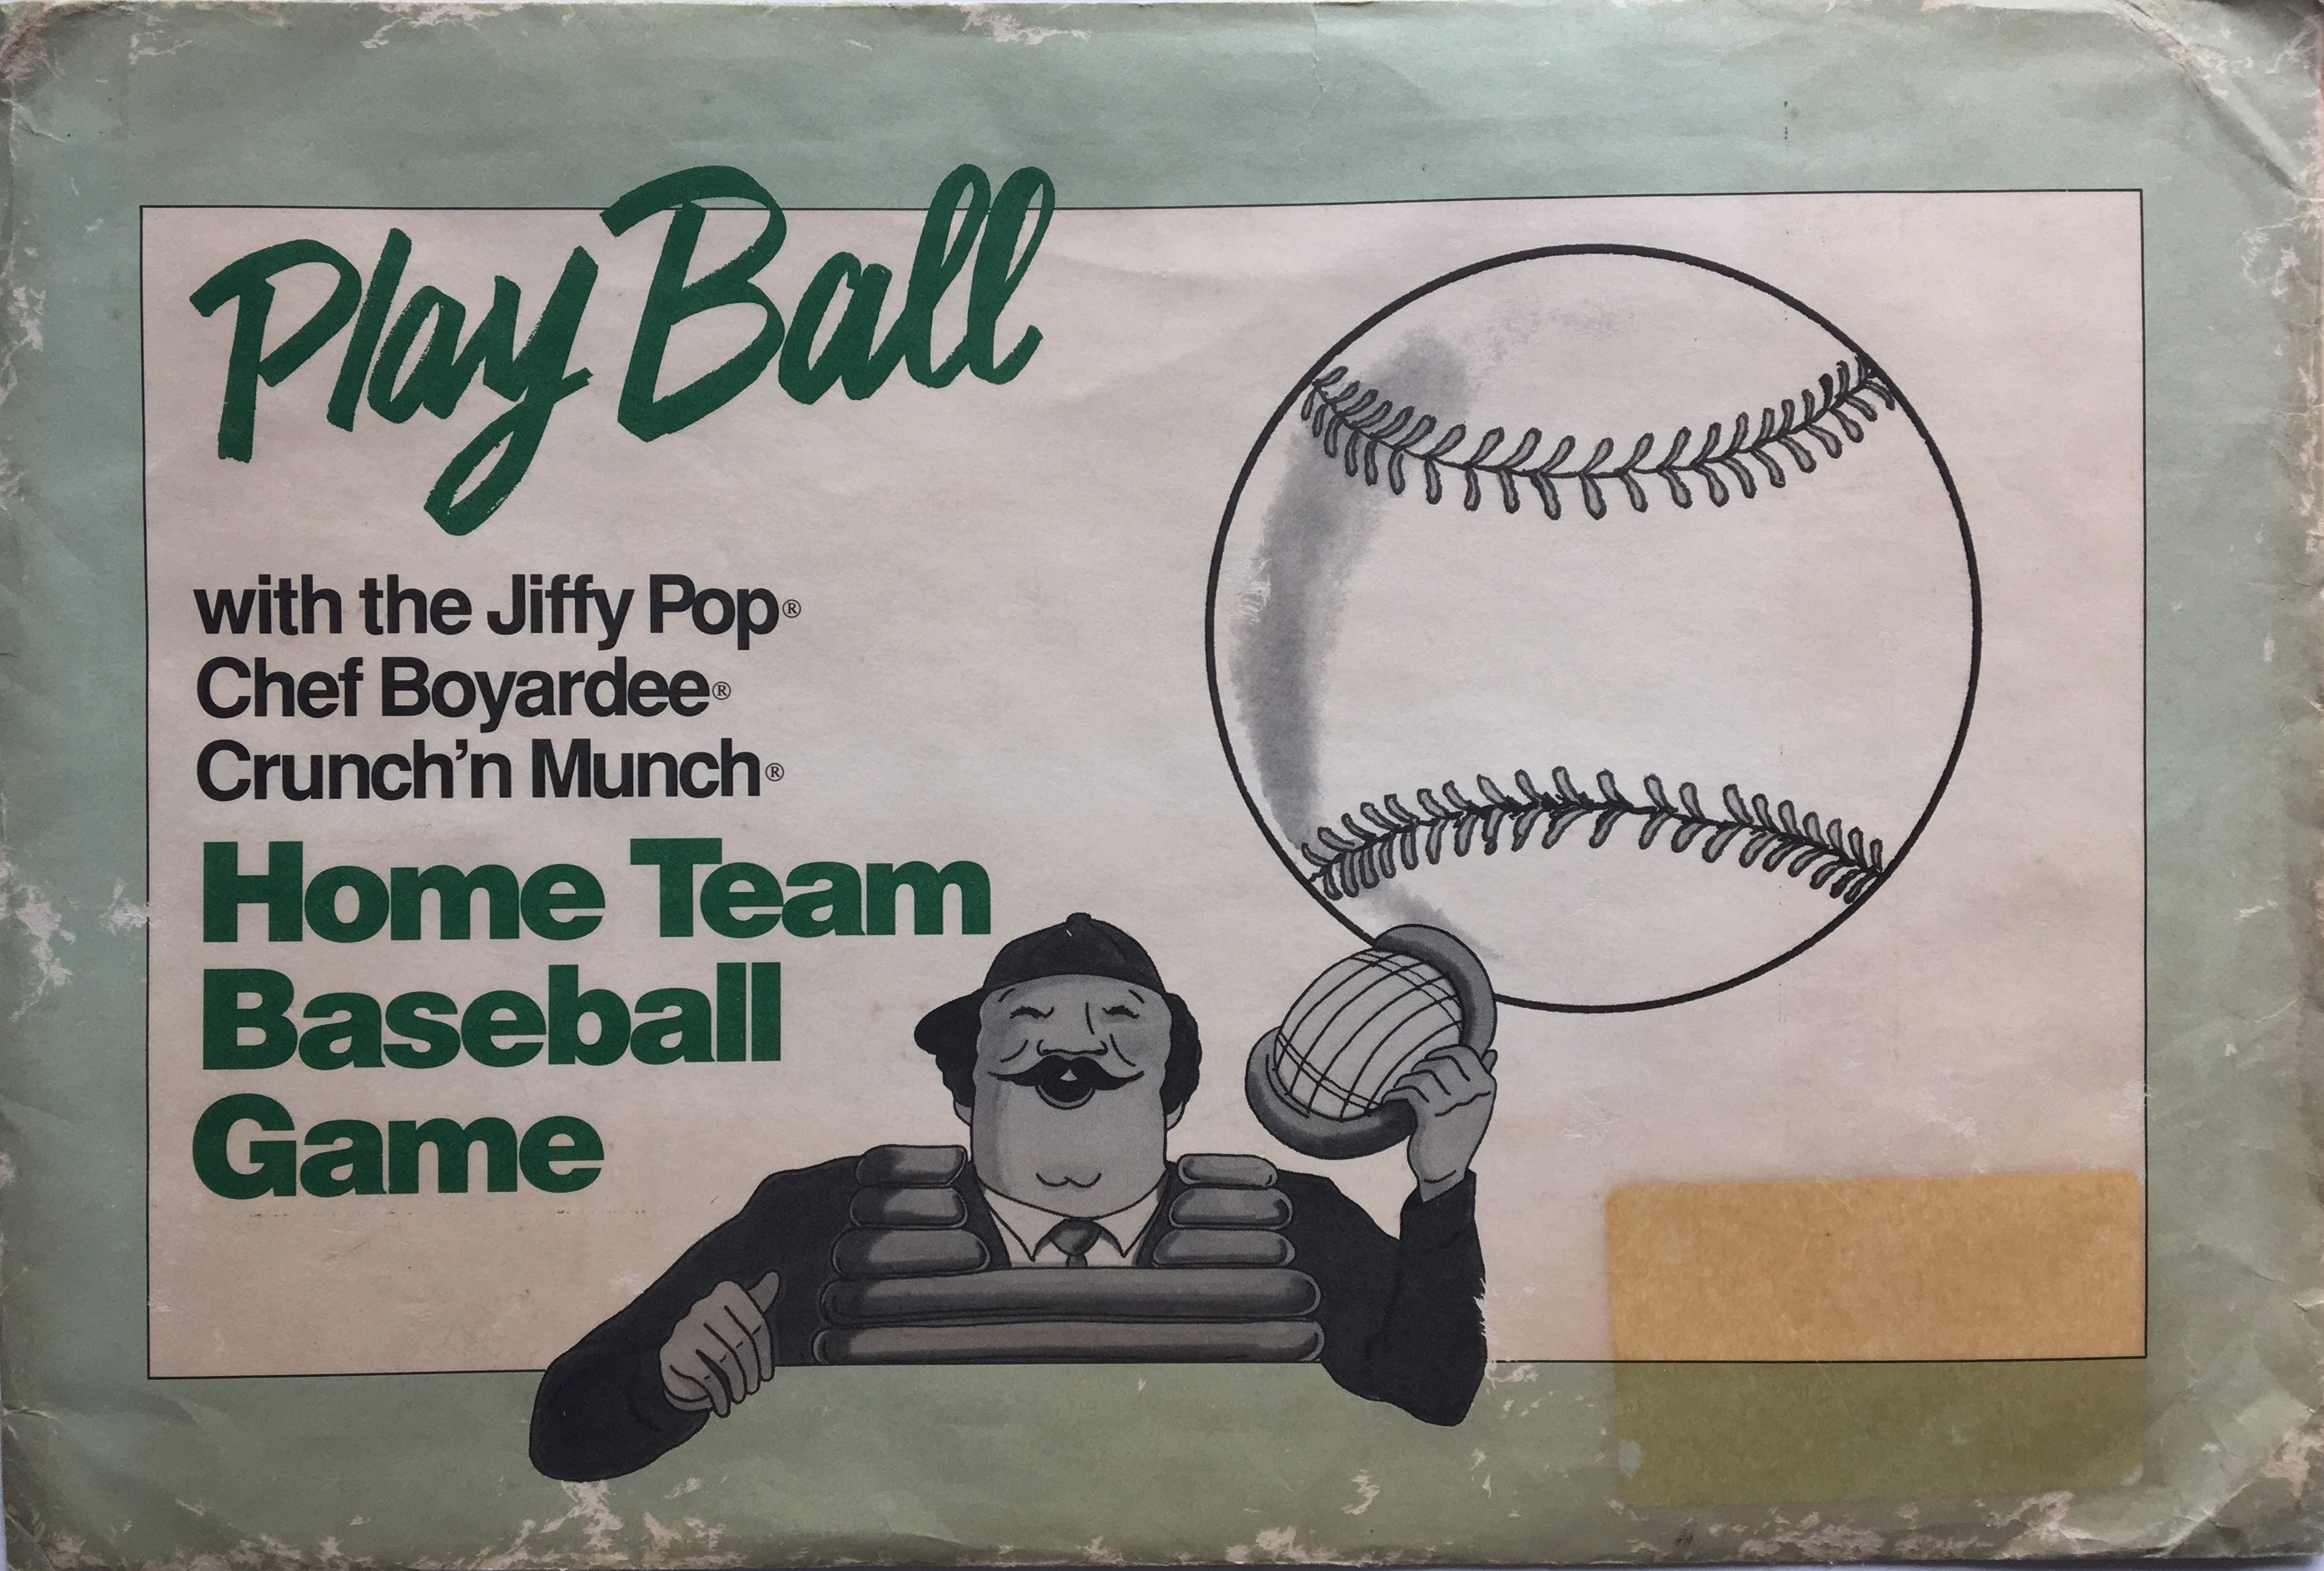 Play Ball
with the Jiffy Pop®
Chef Boyardee®
Crunch'n Munch®
Home Team
Baseball
Game